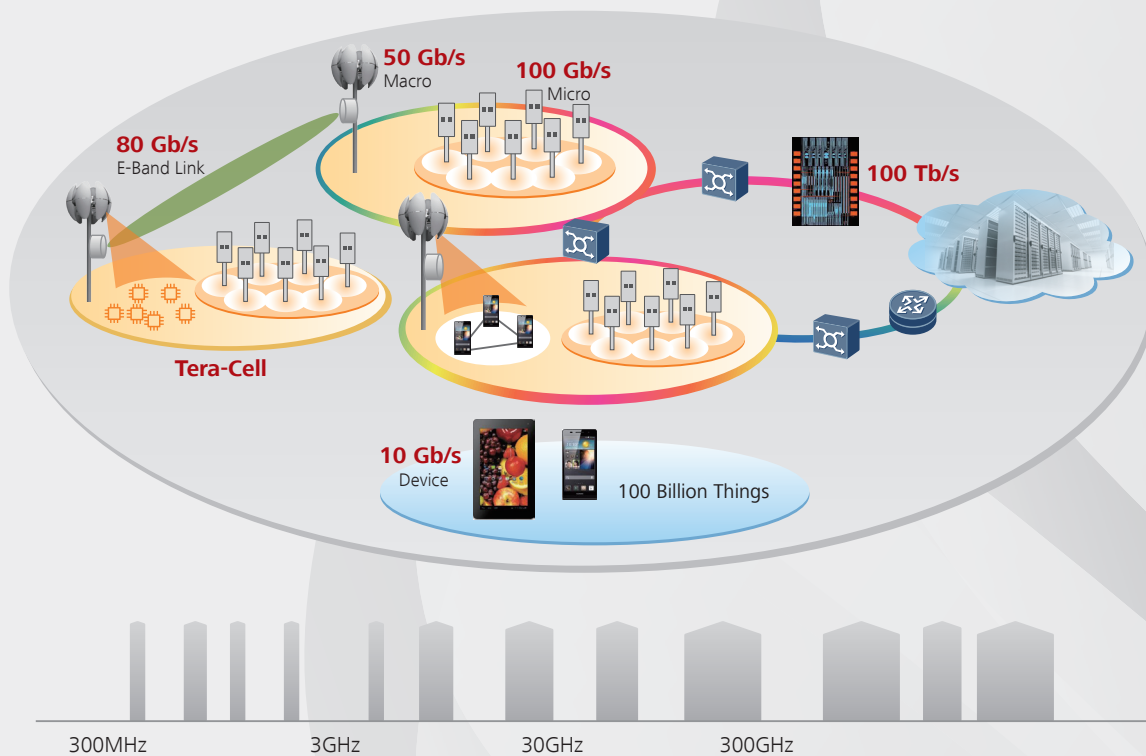 50 Gb/s
Macro
100 Gb/s
Micro
80 Gb/s
E-Band Link
100 Tb/s
Tera-Cell
10 Gb/s
Device
100 Billion Things
300MHz 3GHz 30GHz 300GHz